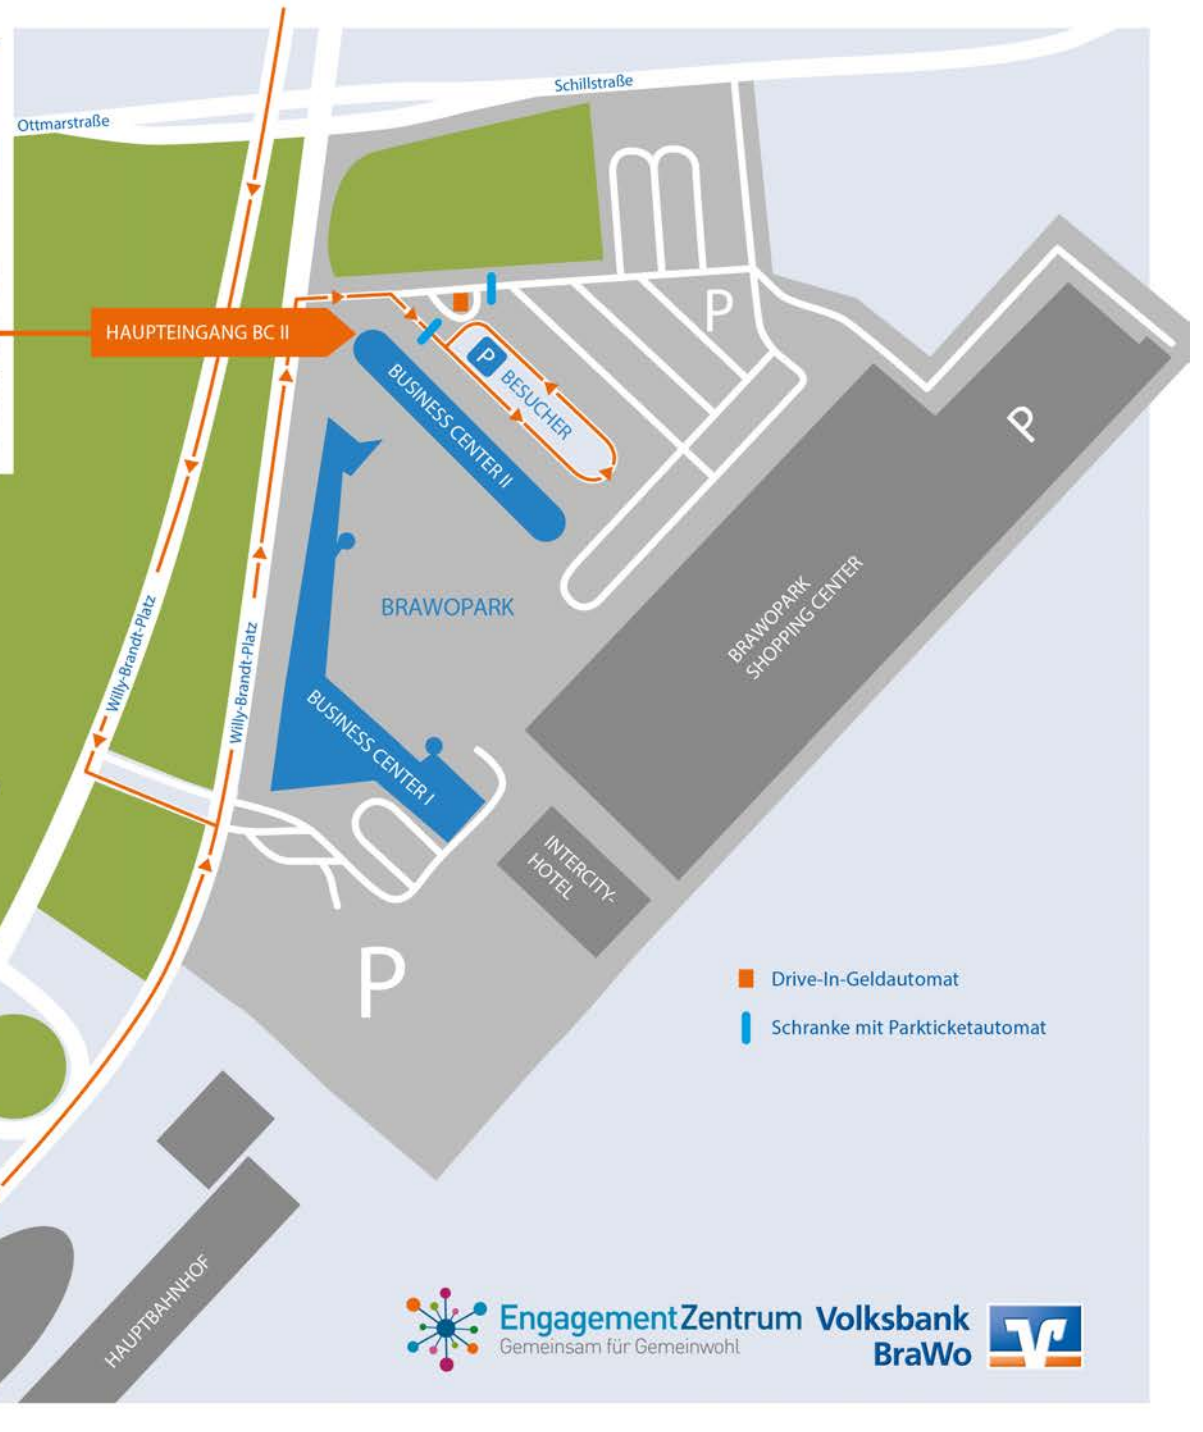 Schillstraße
Ottmarstraße
HAUPTEINGANG BC II
P
P
BESUCHER
BUSINESS CENTER II
P
BRAWOPARK
BRAWOPARK
SHOPPING CENTER
Willy-Brandt-Platz
Willy-Brandt-Platz
BUSINESS CENTER I
INTERCITY-
HOTEL
P
Drive-In-Geldautomat
Schranke mit Parkticketautomat
HAUPTBAHNHOF
EngagementZentrum
Gemeinsam für Gemeinwohl
Volksbank
BraWo